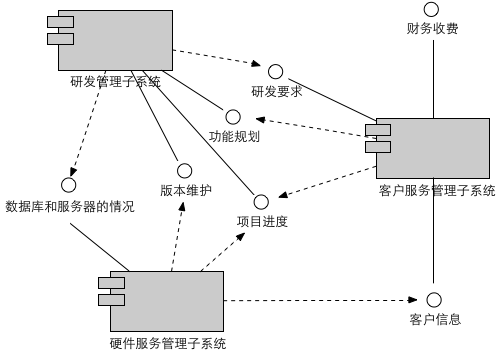 财务收费
研发管理子系统
研发要求
功能规划
版本维护
客户服务管理子系统
数据库和服务器的情况
项目进度
客户信息
硬件服务管理子系统